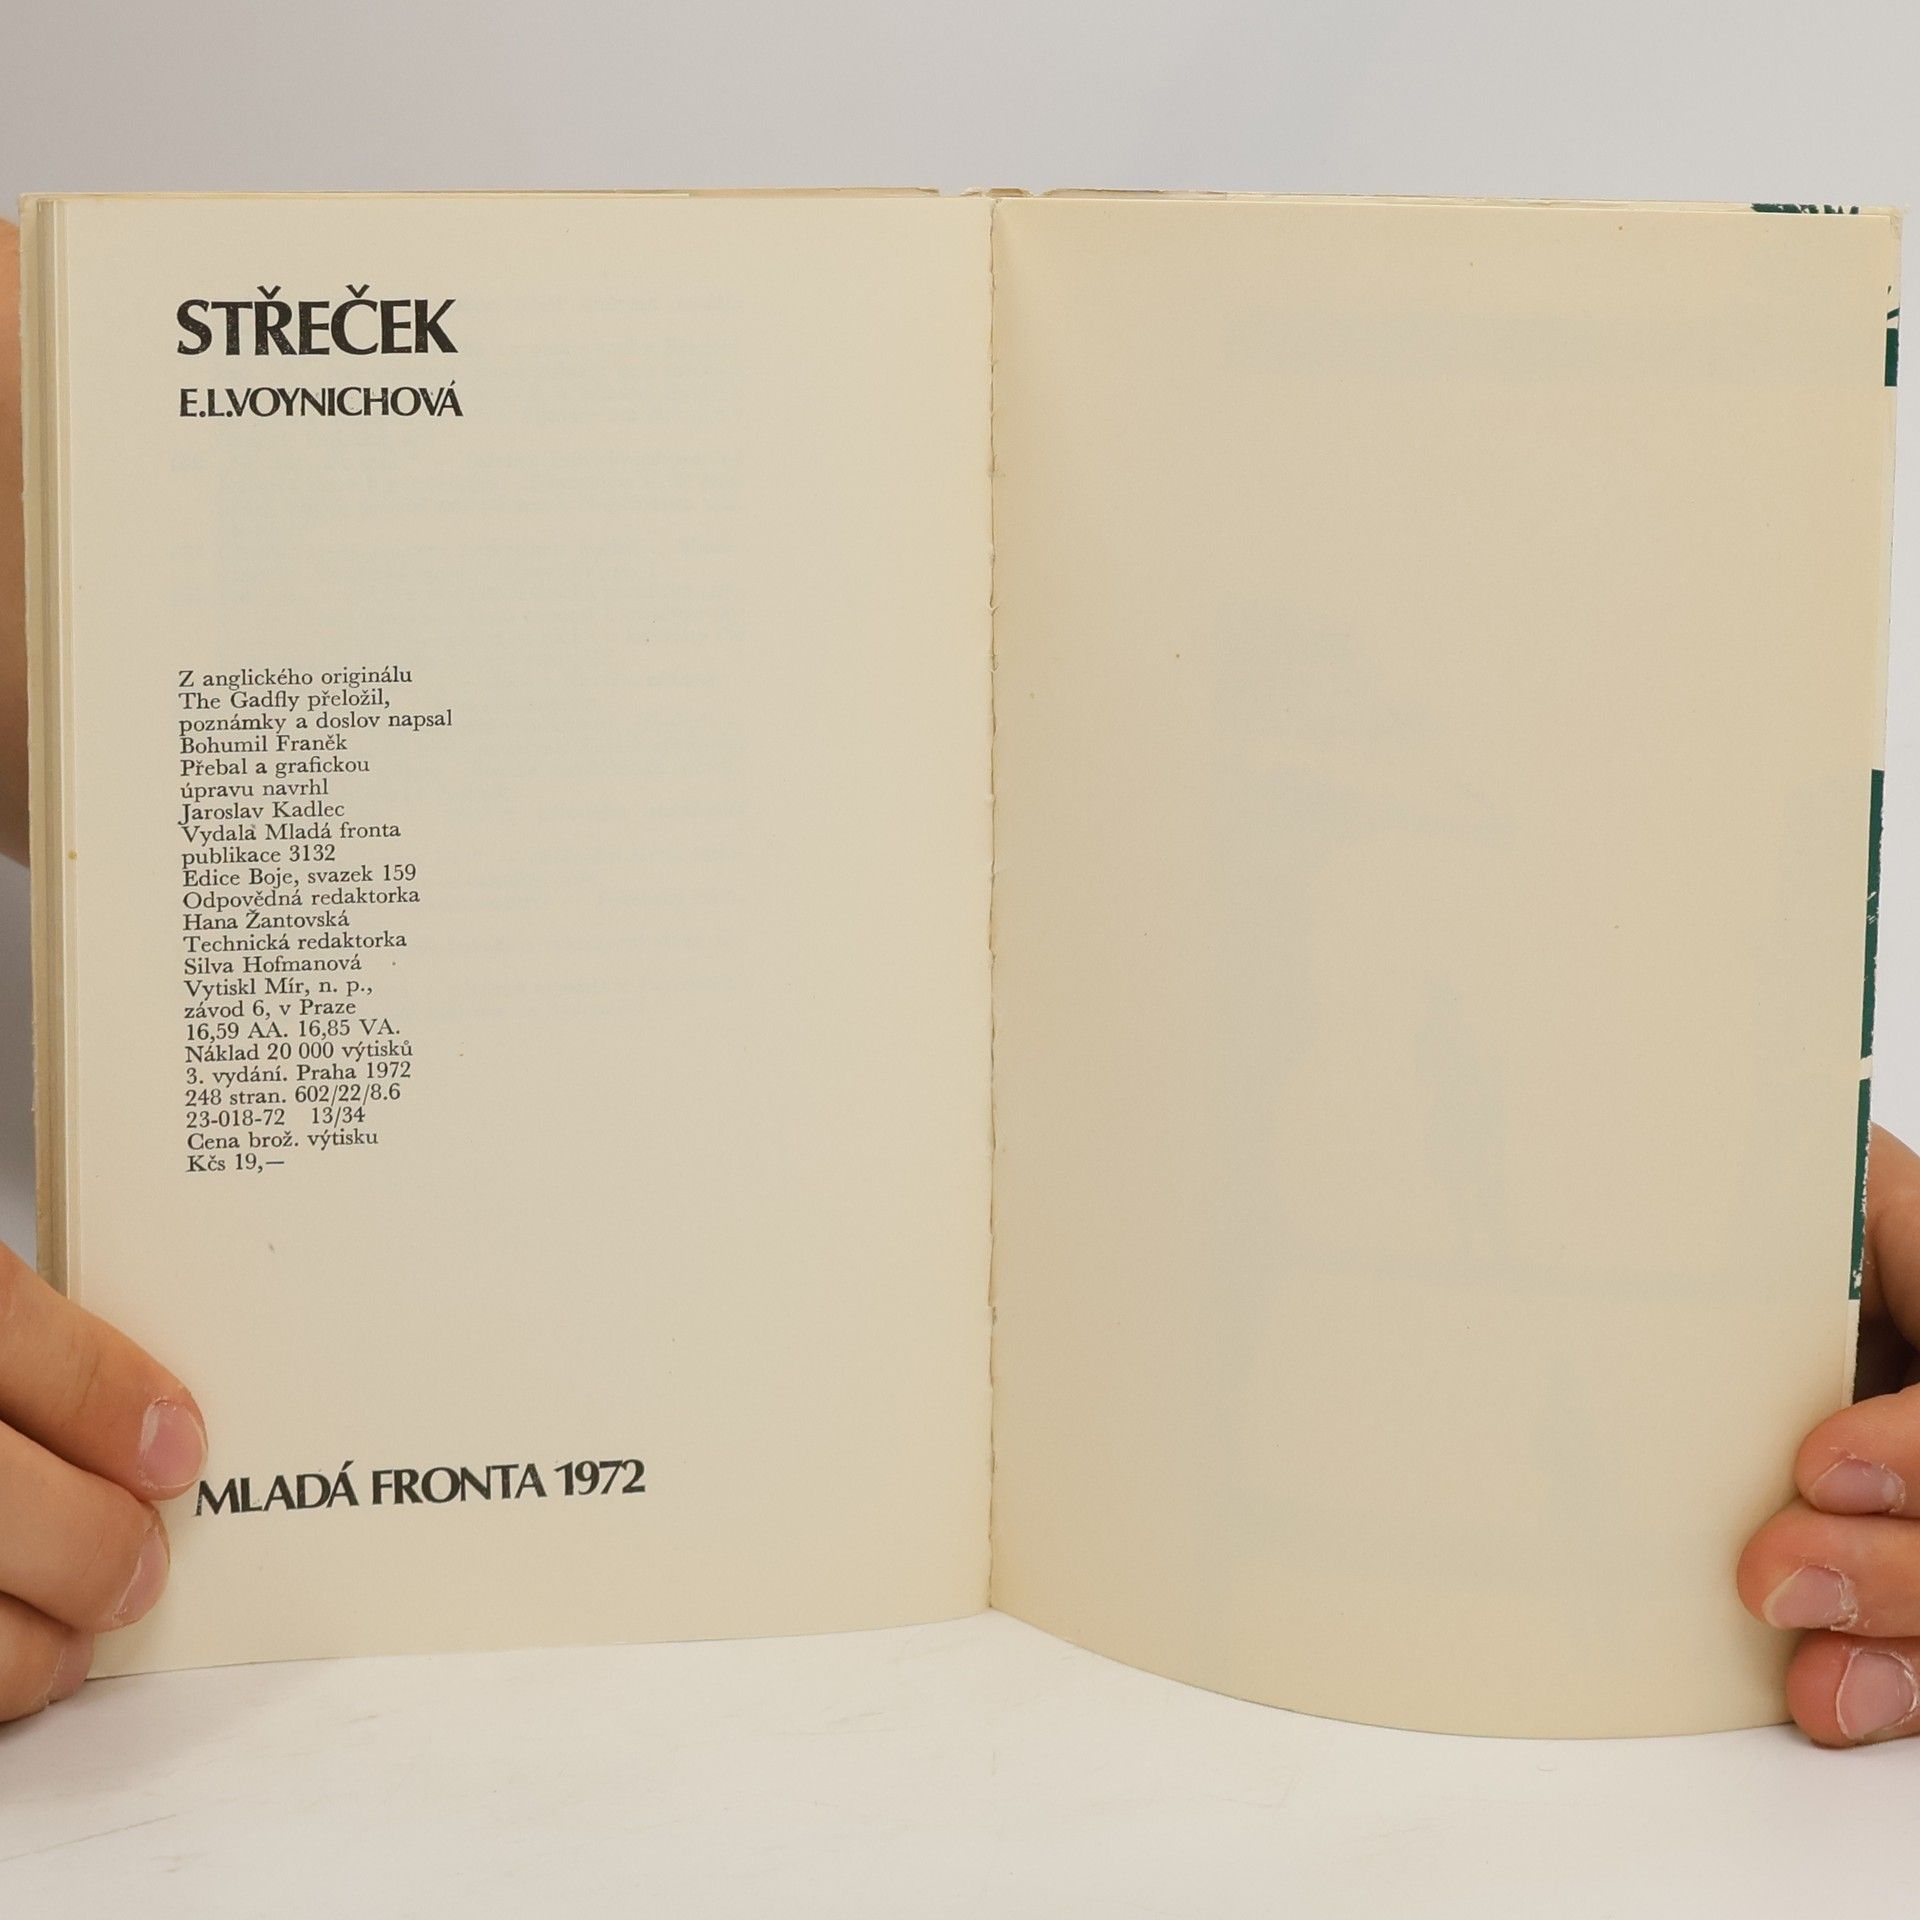 STŘEČEK
E.L.VOYNICHOVÁ
Z anglického originálu
The Gadfly přeložil,
poznámky a doslov napsal
Bohumil Franěk
Přebal a grafickou
úpravu navrhl
Jaroslav Kadlec
Vydala Mladá fronta
publikace 3132
Edice Boje, svazek 159
Odpovědná redaktorka
Hana Žantovská
Technická redaktorka
Silva Hofmanová
Vytiskl Mír, n. p.,
závod 6, v Praze
16,59 AA. 16,85 VA.
Náklad 20 000 výtisků
3. vydání. Praha 1972
248 stran. 602/22/8.6
23-018-72 13/34
Cena brož. výtisku
Kčs 19,—
MLADÁ FRONTA 1972